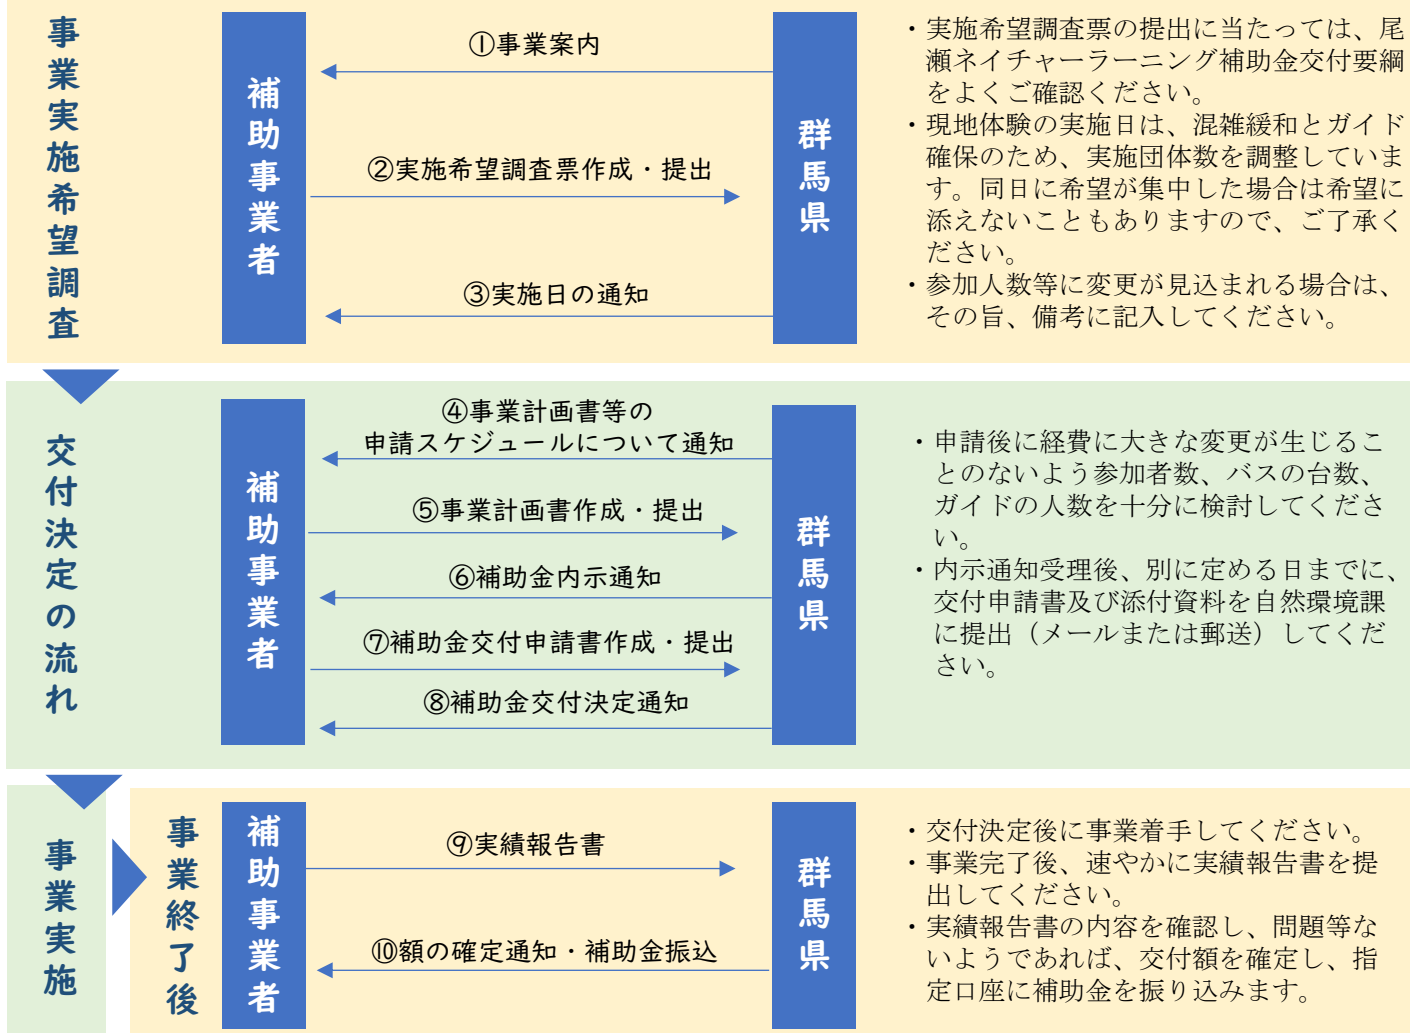 事業実施希望調査
補助事業者
①事業案内
②実施希望調査票作成・提出
③実施日の通知
群馬県
・実施希望調査票の提出に当たっては、尾
瀬ネイチャーラーニング補助金交付要綱
をよくご確認ください。
・現地体験の実施日は、混雑緩和とガイド
確保のため、実施団体数を調整していま
す。同日に希望が集中した場合は希望に
添えないこともありますので、ご了承く
ださい。
・参加人数等に変更が見込まれる場合は、
その旨、備考に記入してください。
交付決定の流れ
補助事業者
④事業計画書等の
申請スケジュールについて通知
⑤事業計画書作成・提出
⑥補助金内示通知
⑦補助金交付申請書作成・提出
⑧補助金交付決定通知
群馬県
・申請後に経費に大きな変更が生じるこ
とのないよう参加者数、バスの台数、
ガイドの人数を十分に検討してくださ
い。
・内示通知受理後、別に定める日までに、
交付申請書及び添付資料を自然環境課
に提出（メールまたは郵送）してくだ
さい。
事業実施
事業終了後
補助事業者
⑨実績報告書
⑩額の確定通知・補助金振込
群馬県
・交付決定後に事業着手してください。
・事業完了後、速やかに実績報告書を提
出してください。
・実績報告書の内容を確認し、問題等な
いようであれば、交付額を確定し、指
定口座に補助金を振り込みます。